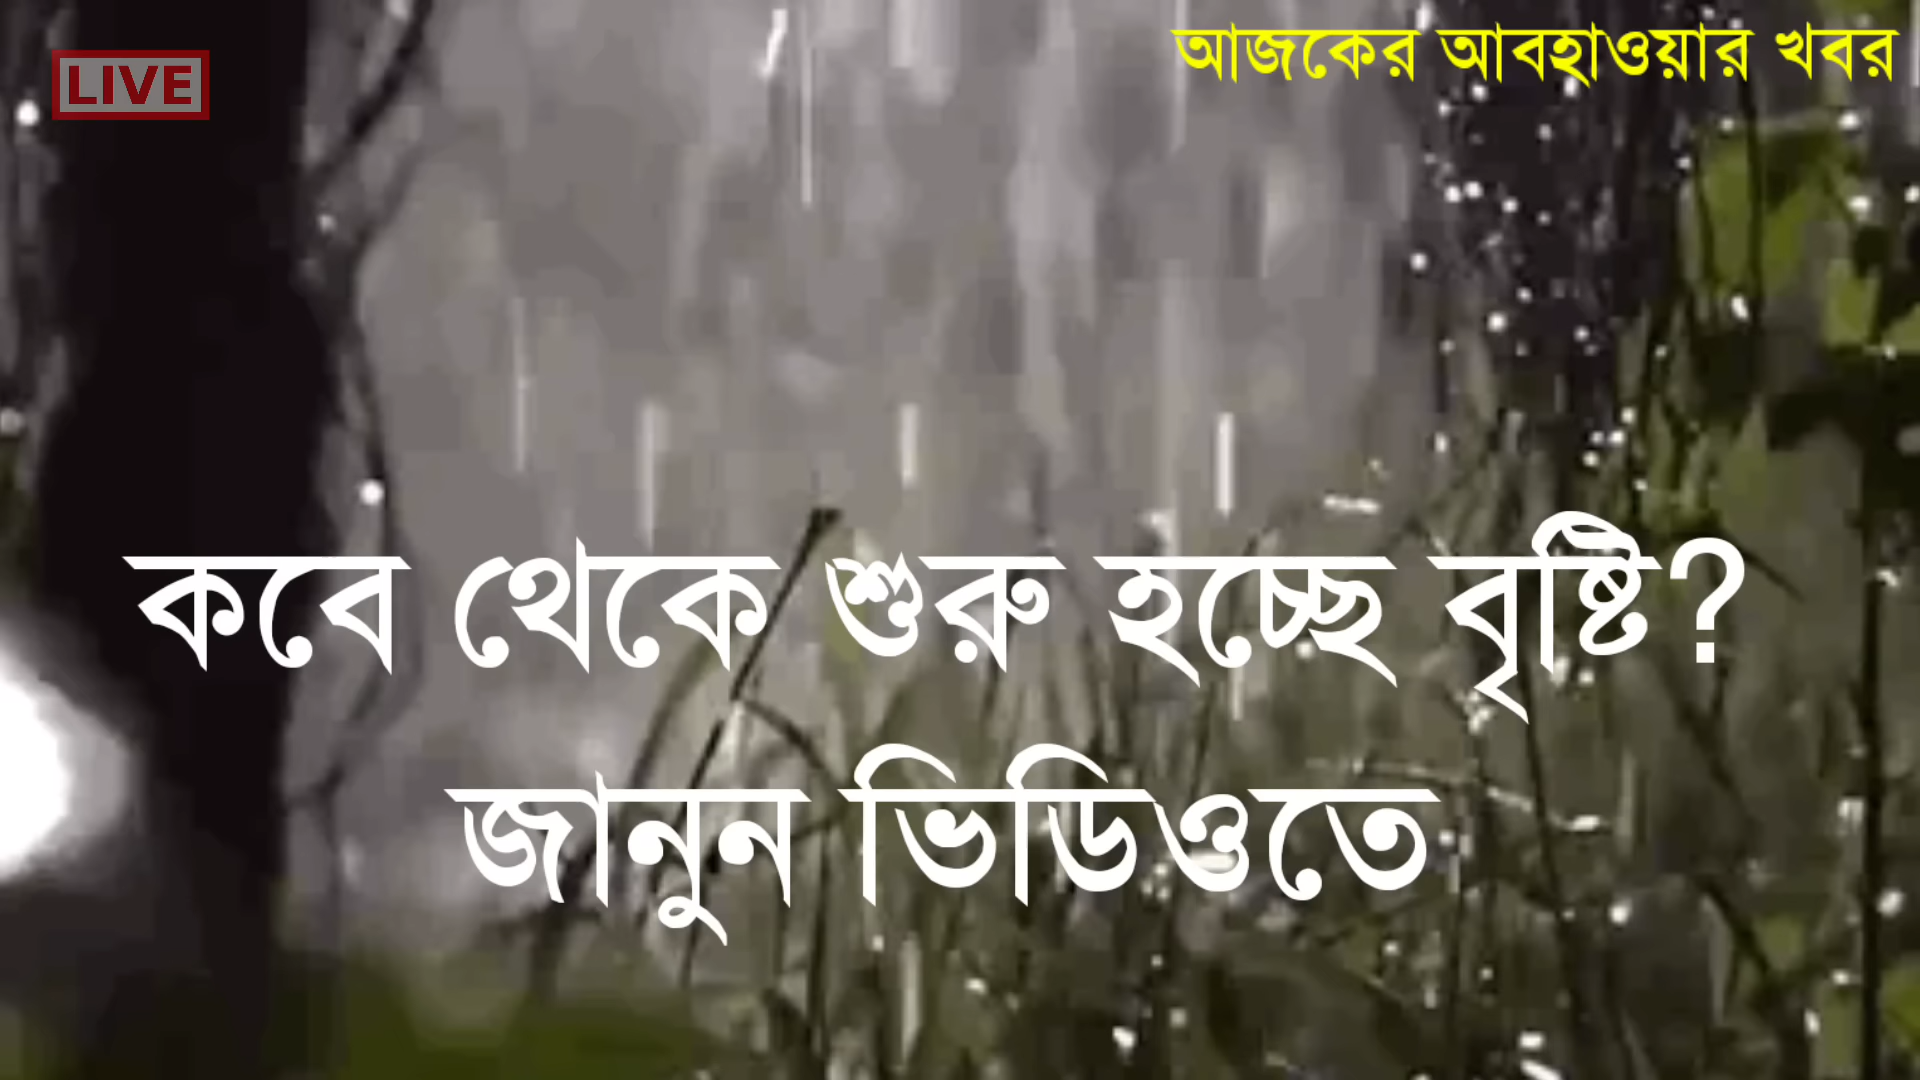 LIVE
আজকের আবহাওয়ার খবর
কবে থেকে শুরু হচ্ছে বৃষ্টি?
জানুন ভিডিওতে